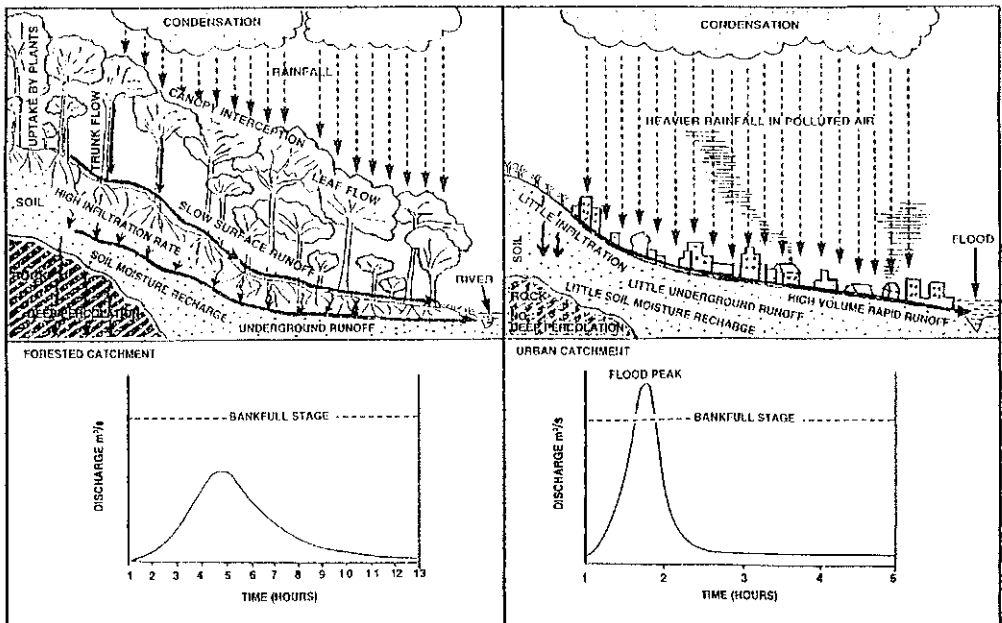 CONDENSATION
RAINFALL
UPTAKE BY PLANTS
TRUNK FLOW
CANOPY INTERCEPTION
LEAF FLOW
SOIL
HIGH INFILTRATION RATE
SLOW SURFACE RUNOFF
SOIL MOISTURE RECHARGE
ROCK
DEEP PERCOLATION
RIVER
UNDERGROUND RUNOFF
FORESTED CATCHMENT
BANKFULL STAGE
DISCHARGE m³/s
1 2 3 4 5 6 7 8 9 10 11 12 13
TIME (HOURS)
CONDENSATION
HEAVIER RAINFALL IN POLLUTED AIR
SOIL
LITTLE INFILTRATION
FLOOD
LITTLE UNDERGROUND RUNOFF
HIGH VOLUME RAPID RUNOFF
LITTLE SOIL MOISTURE RECHARGE
ROCK
NO
DEEP PERCOLATION
URBAN CATCHMENT
FLOOD PEAK
BANKFULL STAGE
DISCHARGE m³/s
1 2 3 4 5
TIME (HOURS)